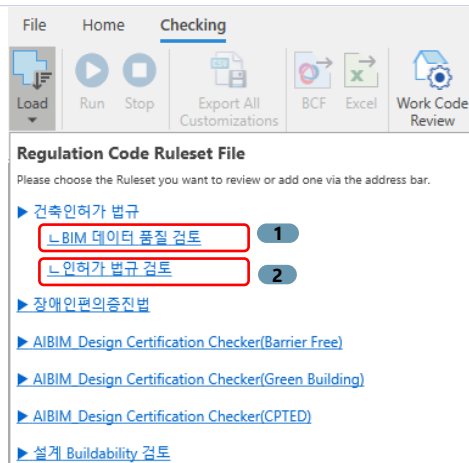 File Home Checking
Load Run Stop Export All Customizations BCF Excel Work Code Review
Regulation Code Ruleset File
Please choose the Ruleset you want to review or add one via the address bar.
▶ 건축인허가 법규
ㄴBIM 데이터 품질 검토 1
ㄴ인허가 법규 검토 2
▶ 장애인편의증진법
▶ AIBIM_Design Certification Checker(Barrier Free)
▶ AIBIM_Design Certification Checker(Green Building)
▶ AIBIM_Design Certification Checker(CPTED)
▶ 설계 Buildability 검토